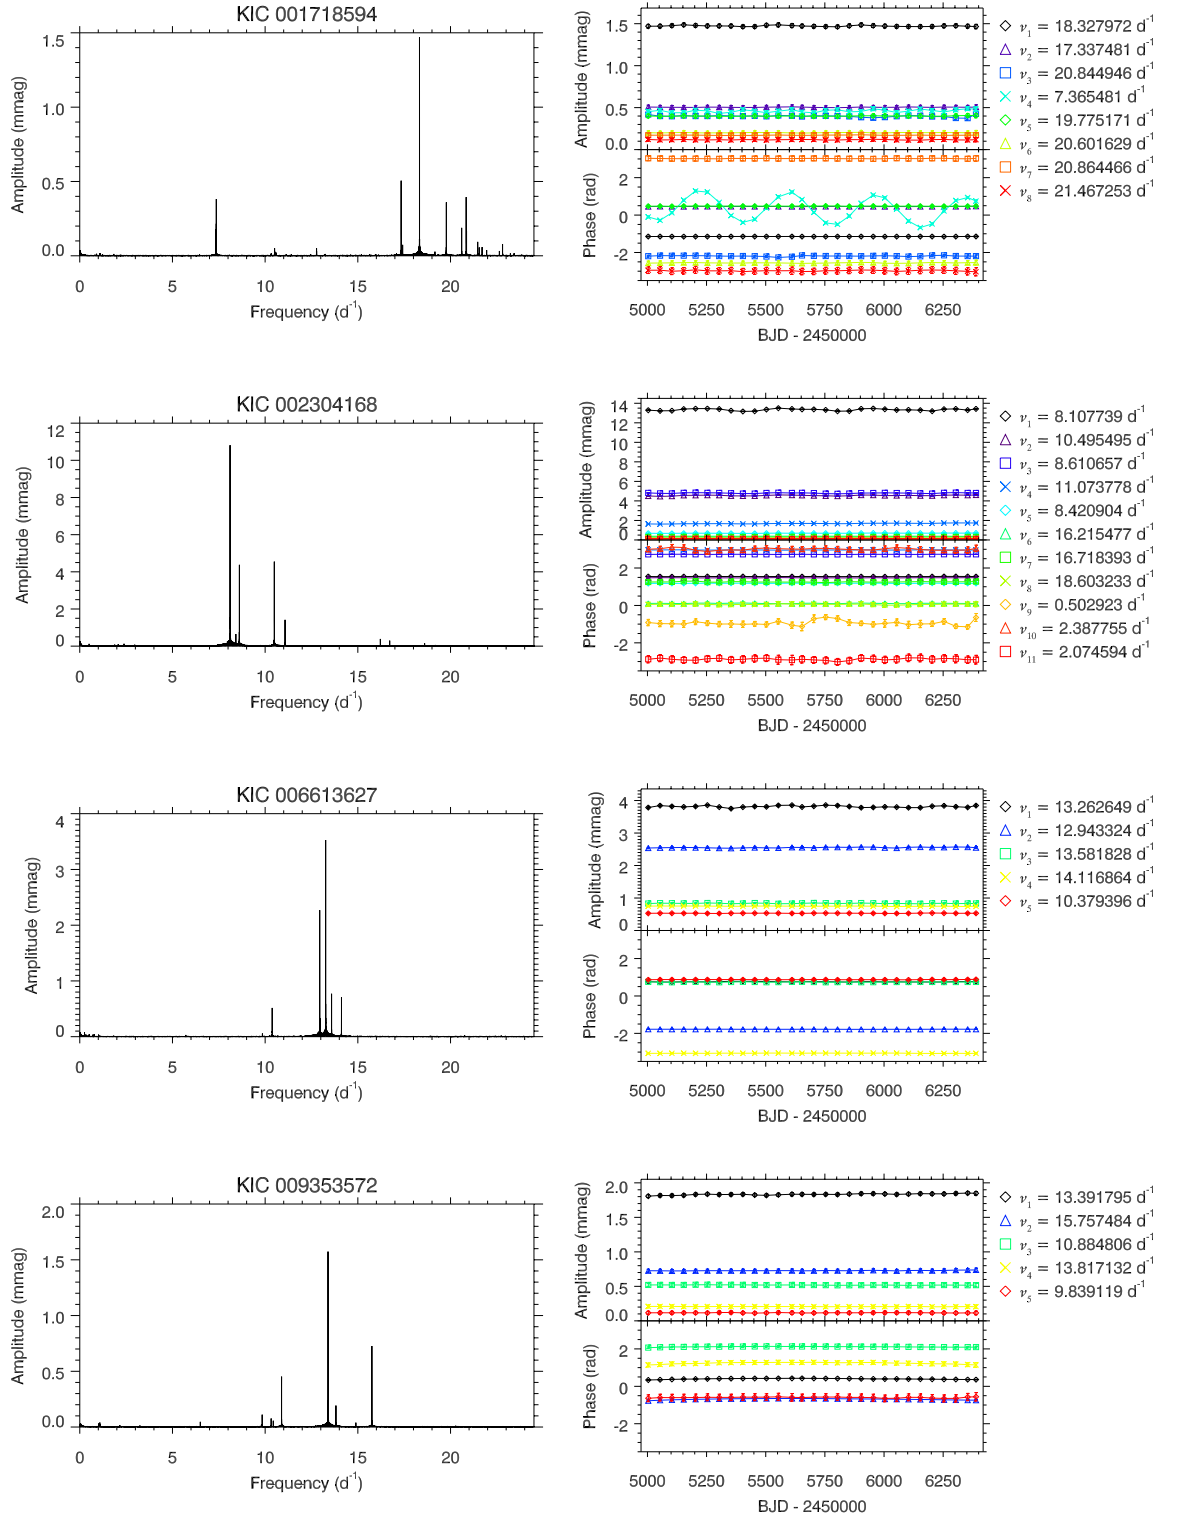 KIC 001718594
Amplitude (mmag)
1.5
1.0
0.5
0.0
0 5 10 15 20
Frequency (d⁻¹)
Amplitude (mmag)
1.5
1.0
0.5
0.0
Phase (rad)
2
0
-2
5000 5250 5500 5750 6000 6250
BJD - 2450000
ν₁ = 18.327972 d⁻¹
ν₂ = 17.337481 d⁻¹
ν₃ = 20.844946 d⁻¹
ν₄ = 7.365481 d⁻¹
ν₅ = 19.775171 d⁻¹
ν₆ = 20.601629 d⁻¹
ν₇ = 20.864466 d⁻¹
ν₈ = 21.467253 d⁻¹
KIC 002304168
Amplitude (mmag)
12
10
8
6
4
2
0
0 5 10 15 20
Frequency (d⁻¹)
Amplitude (mmag)
14
12
10
8
6
4
2
0
Phase (rad)
2
0
-2
5000 5250 5500 5750 6000 6250
BJD - 2450000
ν₁ = 8.107739 d⁻¹
ν₂ = 10.495495 d⁻¹
ν₃ = 8.610657 d⁻¹
ν₄ = 11.073778 d⁻¹
ν₅ = 8.420904 d⁻¹
ν₆ = 16.215477 d⁻¹
ν₇ = 16.718393 d⁻¹
ν₈ = 18.603233 d⁻¹
ν₉ = 0.502923 d⁻¹
ν₁₀ = 2.387755 d⁻¹
ν₁₁ = 2.074594 d⁻¹
KIC 006613627
Amplitude (mmag)
4
3
2
1
0
0 5 10 15 20
Frequency (d⁻¹)
Amplitude (mmag)
4
3
2
1
0
Phase (rad)
2
0
-2
5000 5250 5500 5750 6000 6250
BJD - 2450000
ν₁ = 13.262649 d⁻¹
ν₂ = 12.943324 d⁻¹
ν₃ = 13.581828 d⁻¹
ν₄ = 14.116864 d⁻¹
ν₅ = 10.379396 d⁻¹
KIC 009353572
Amplitude (mmag)
2.0
1.5
1.0
0.5
0.0
0 5 10 15 20
Frequency (d⁻¹)
Amplitude (mmag)
2.0
1.5
1.0
0.5
0.0
Phase (rad)
2
0
-2
5000 5250 5500 5750 6000 6250
BJD - 2450000
ν₁ = 13.391795 d⁻¹
ν₂ = 15.757484 d⁻¹
ν₃ = 10.884806 d⁻¹
ν₄ = 13.817132 d⁻¹
ν₅ = 9.839119 d⁻¹